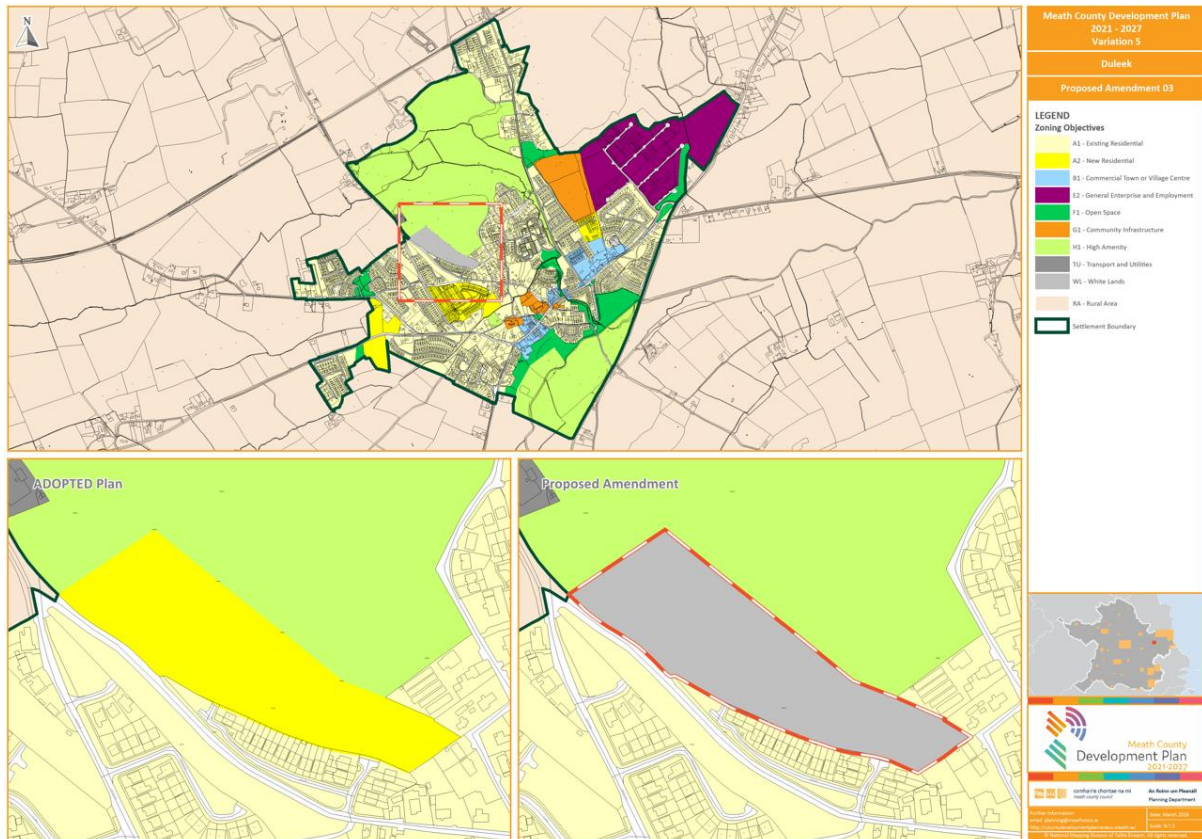 N
Meath County Development Plan
2021 - 2027
Variation 5
Duleek
Proposed Amendment 03
LEGEND
Zoning Objectives
A1 - Existing Residential
A2 - New Residential
B1 - Commercial Town or Village Centre
E2 - General Enterprise and Employment
F1 - Open Space
G1 - Community Infrastructure
H1 - High Amenity
TU - Transport and Utilities
WL - White Lands
RA - Rural Area
Settlement Boundary
ADOPTED Plan
Proposed Amendment
Meath County
Development Plan
2021-2027
comhairle chontae na mí
meath county council
An Roinn um Pleanáil
Planning Department
Further Information: